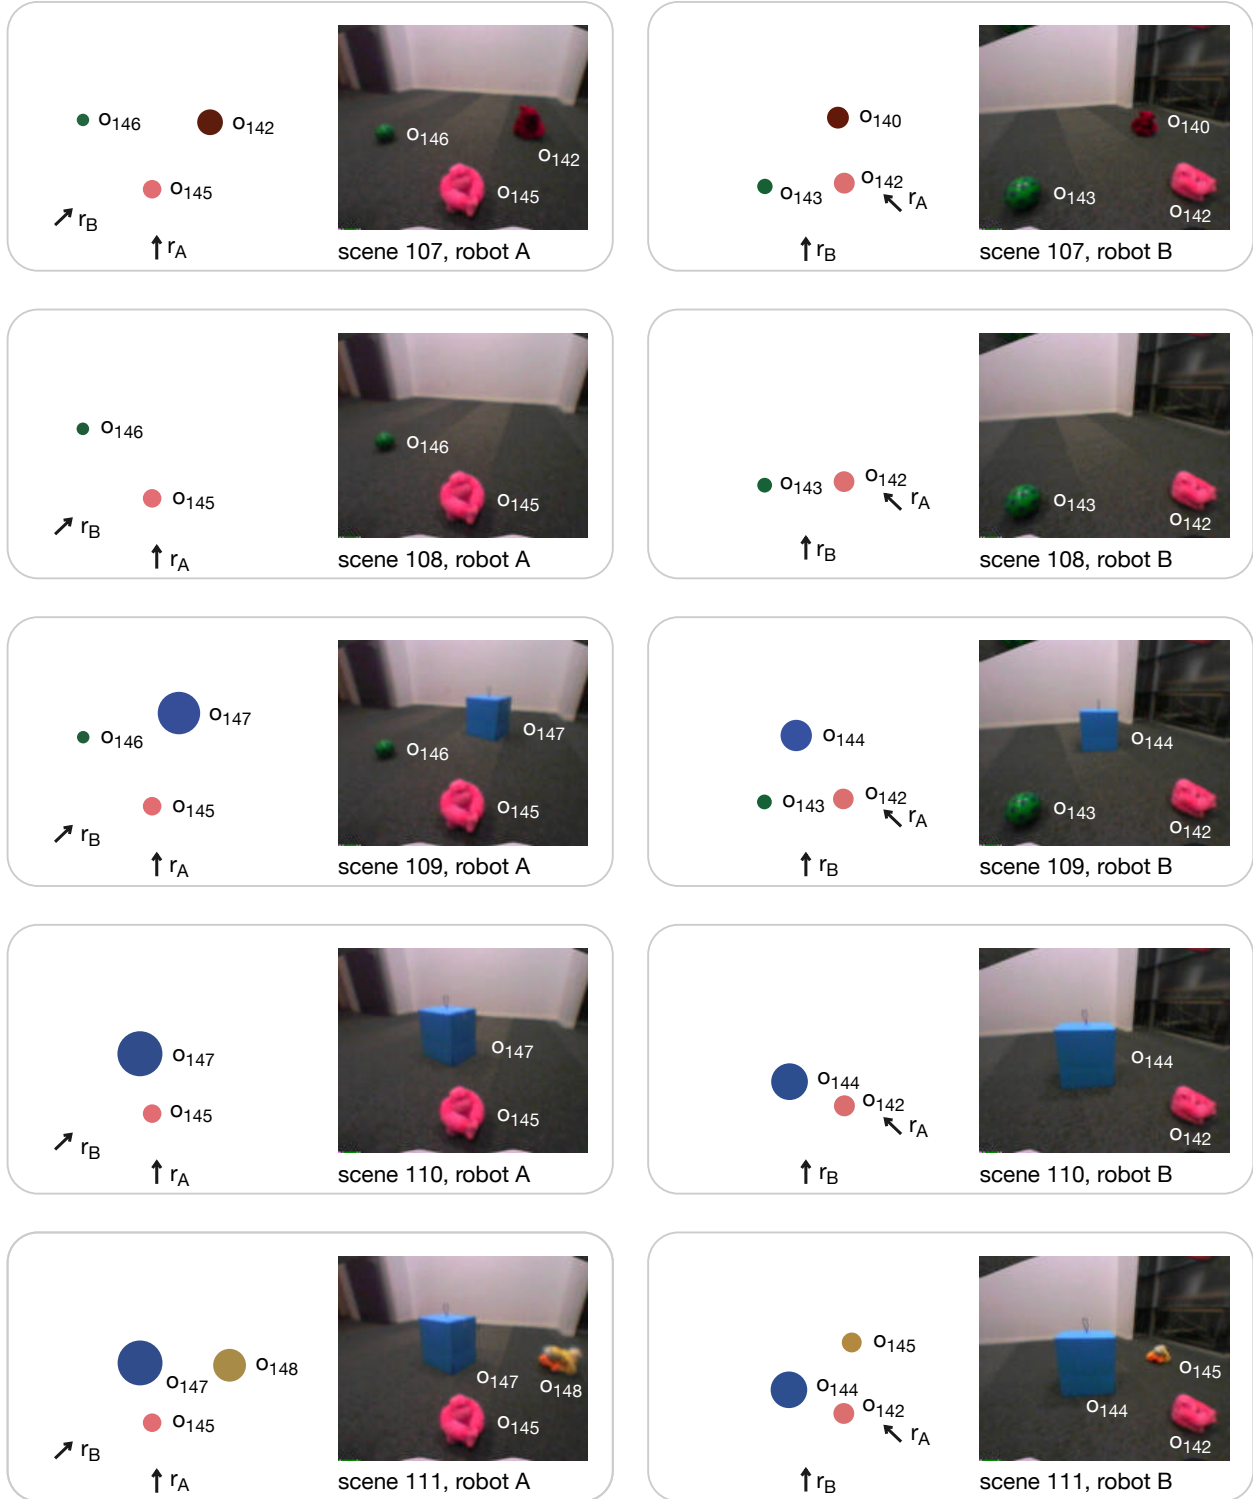 o146 o142 o146 o142 o145 o145 rB rA
scene 107, robot A
o140 o140 o143 o142 rA o143 o142 rB
scene 107, robot B
o146 o146 o145 o145 rB rA
scene 108, robot A
o143 o142 rA o143 o142 rB
scene 108, robot B
o147 o146 o147 o146 o145 o145 rB rA
scene 109, robot A
o144 o144 o143 o142 rA o143 o142 rB
scene 109, robot B
o147 o147 o145 o145 rB rA
scene 110, robot A
o144 o144 o142 rA o142 rB
scene 110, robot B
o148 o147 o147 o148 o145 o145 rB rA
scene 111, robot A
o145 o145 o144 o144 o142 rA o142 rB
scene 111, robot B